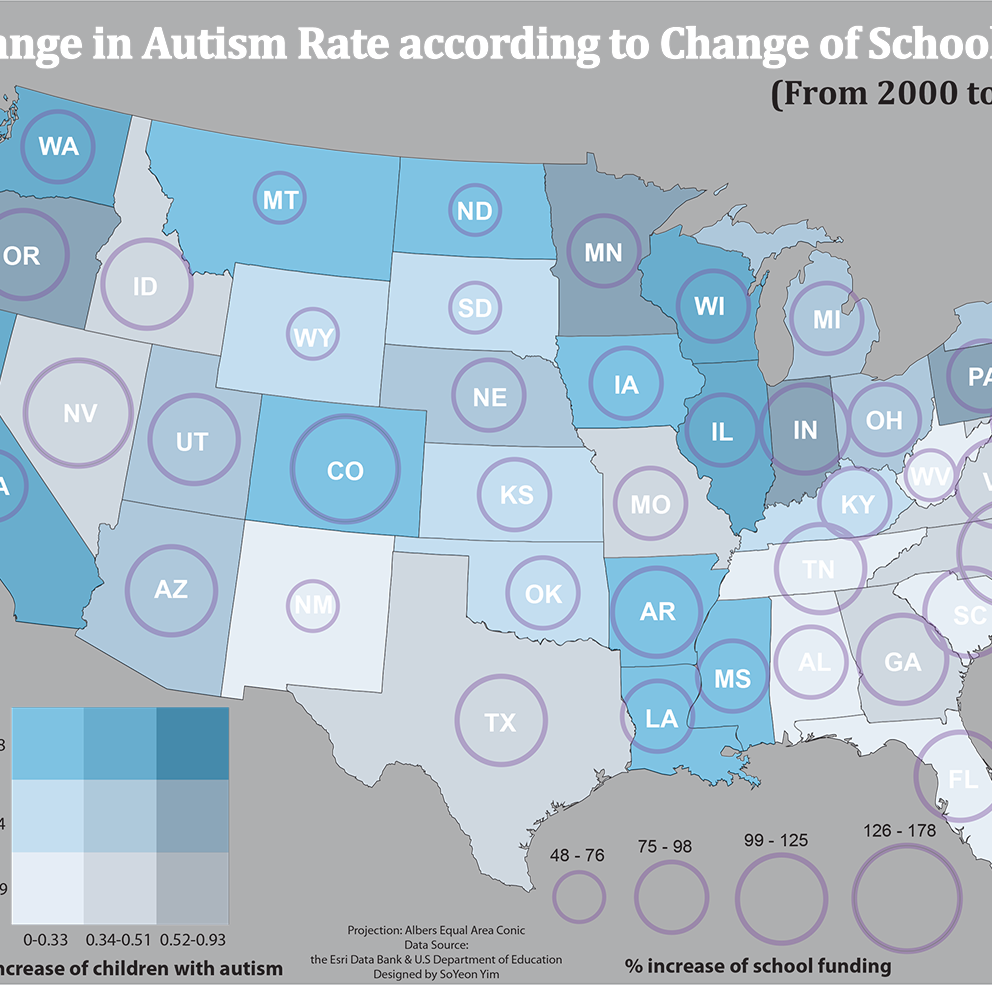 ange in Autism Rate according to Change of School
(From 2000 to
WA
MT
ND
OR
ID
MN
SD
WI
WY
MI
IA
NE
PA
NV
OH
UT
IL
IN
CO
WV
V
A
KS
MO
KY
TN
AZ
OK
NM
AR
SC
AL
GA
MS
TX
LA
FL
8
4
9
0-0.33 0.34-0.51 0.52-0.93
ncrease of children with autism
48 - 76
75 - 98
99 - 125
126 - 178
% increase of school funding
Projection: Albers Equal Area Conic
Data Source:
the Esri Data Bank & U.S Department of Education
Designed by SoYeon Yim